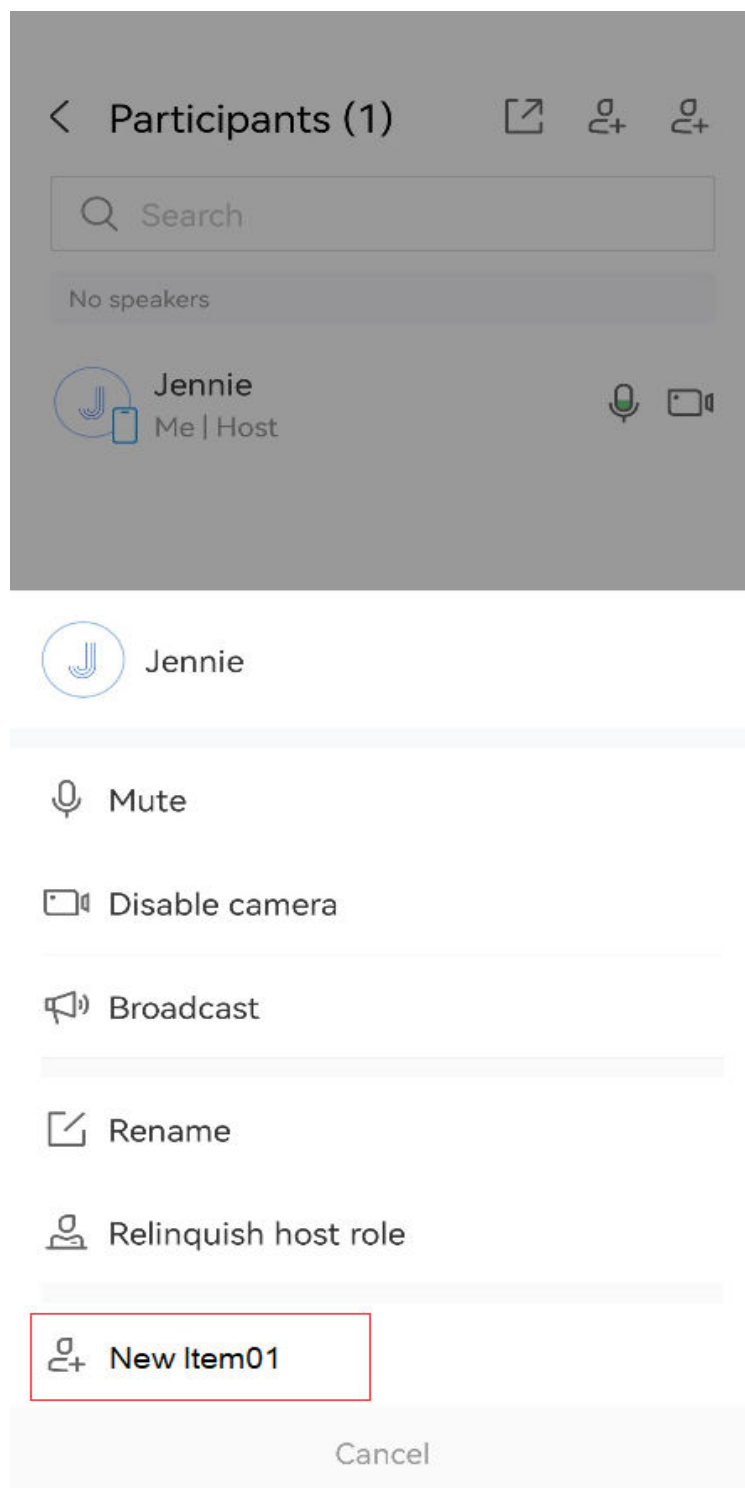 Participants (1)
Search
No speakers
J
Jennie
Me | Host
J
Jennie
Mute
Disable camera
Broadcast
Rename
Relinquish host role
New Item01
Cancel